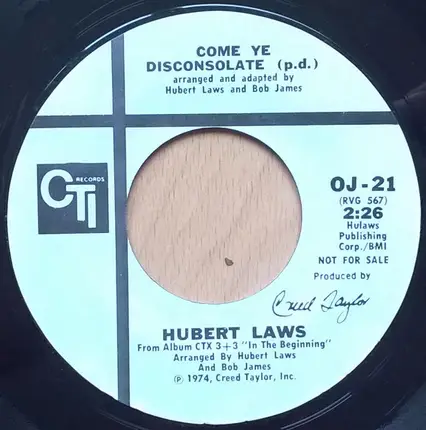 COME YE
DISCONSOLATE (p.d.)
arranged and adapted by
Hubert Laws and Bob James
CTI
RECORDS
OJ-21
(RVG 567)
2:26
Hulaws
Publishing
Corp./BMI
NOT FOR SALE
Produced by
Creed Taylor
HUBERT LAWS
From Album CTX 3+3 "In The Beginning"
Arranged By Hubert Laws
And Bob James
℗ 1974, Creed Taylor, Inc.